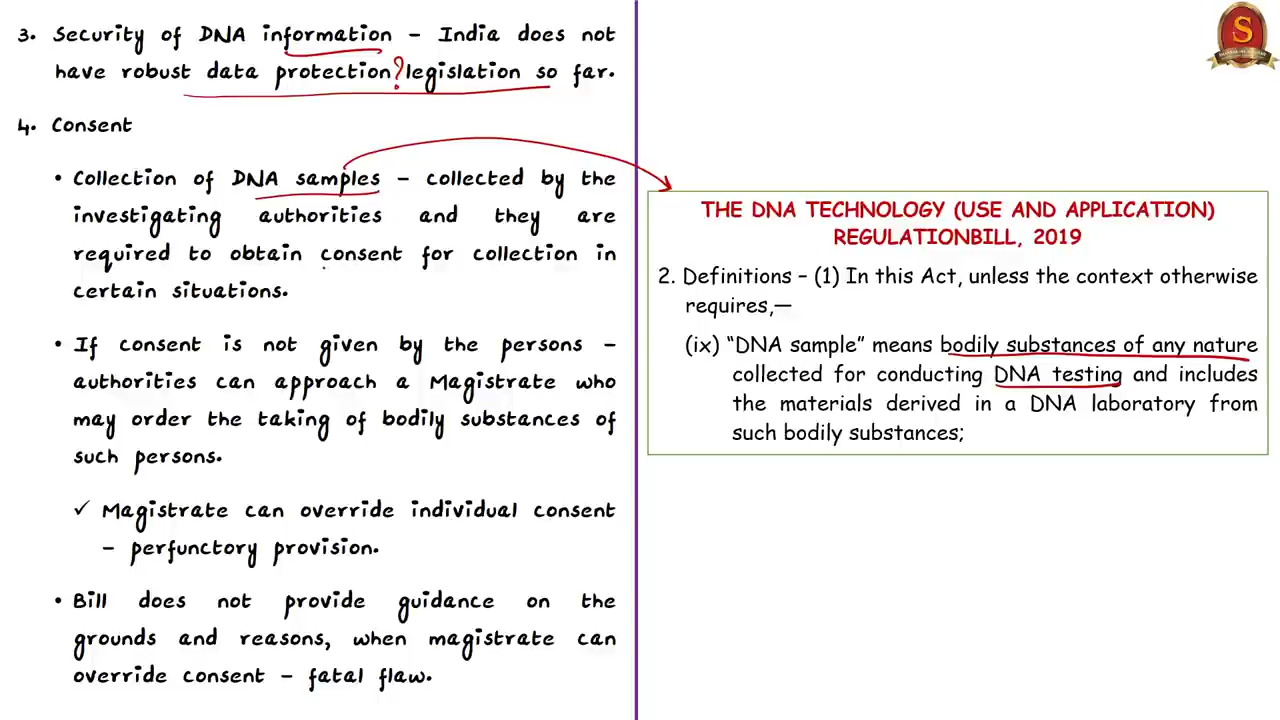 3. Security of DNA information – India does not
have robust data protection?legislation so far.
4. Consent
• Collection of DNA samples – collected by the
investigating authorities and they are
required to obtain consent for collection in
certain situations.
• If consent is not given by the persons –
authorities can approach a Magistrate who
may order the taking of bodily substances of
such persons.
✓ Magistrate can override individual consent
– perfunctory provision.
• Bill does not provide guidance on the
grounds and reasons, when magistrate can
override consent – fatal flaw.
S
THE DNA TECHNOLOGY (USE AND APPLICATION)
REGULATIONBILL, 2019
2. Definitions – (1) In this Act, unless the context otherwise
requires,—
(ix) “DNA sample” means bodily substances of any nature
collected for conducting DNA testing and includes
the materials derived in a DNA laboratory from
such bodily substances;